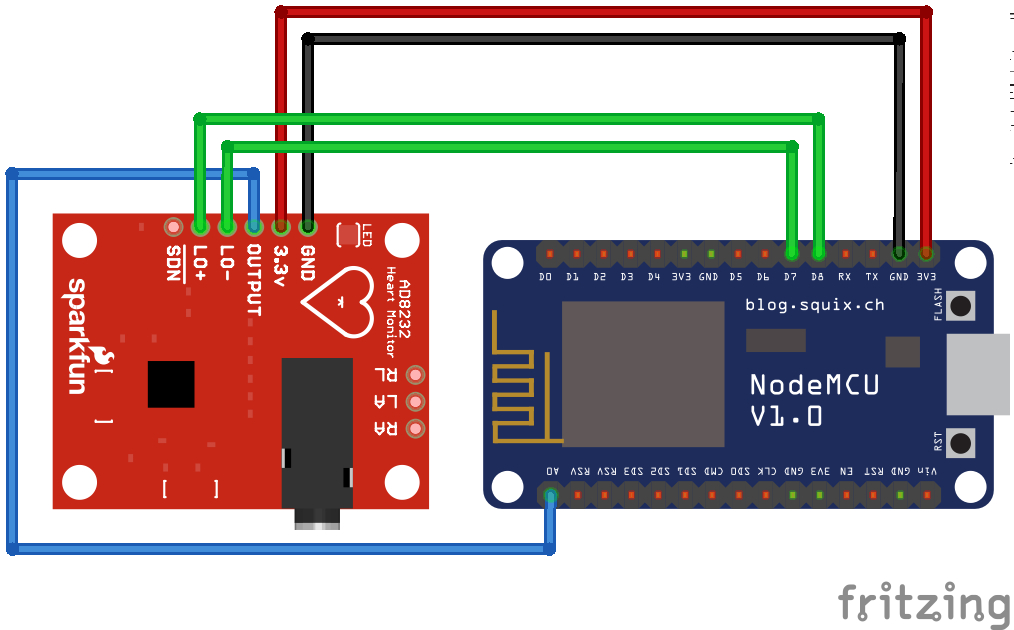 SDN
LO+
LO-
OUTPUT
3.3v
GND
LED
sparkfun
AD8232
Heart Monitor
RL
LA
RA
D0 D1 D2 D3 D4 3V3 GND D5 D6 D7 D8 RX TX GND 3V3
blog.squix.ch
FLASH
NodeMCU
V1.0
RST
A0 RSV RSV SD3 SD2 SD1 CMD SD0 CLK GND 3V3 EN RST GND Vin
fritzing